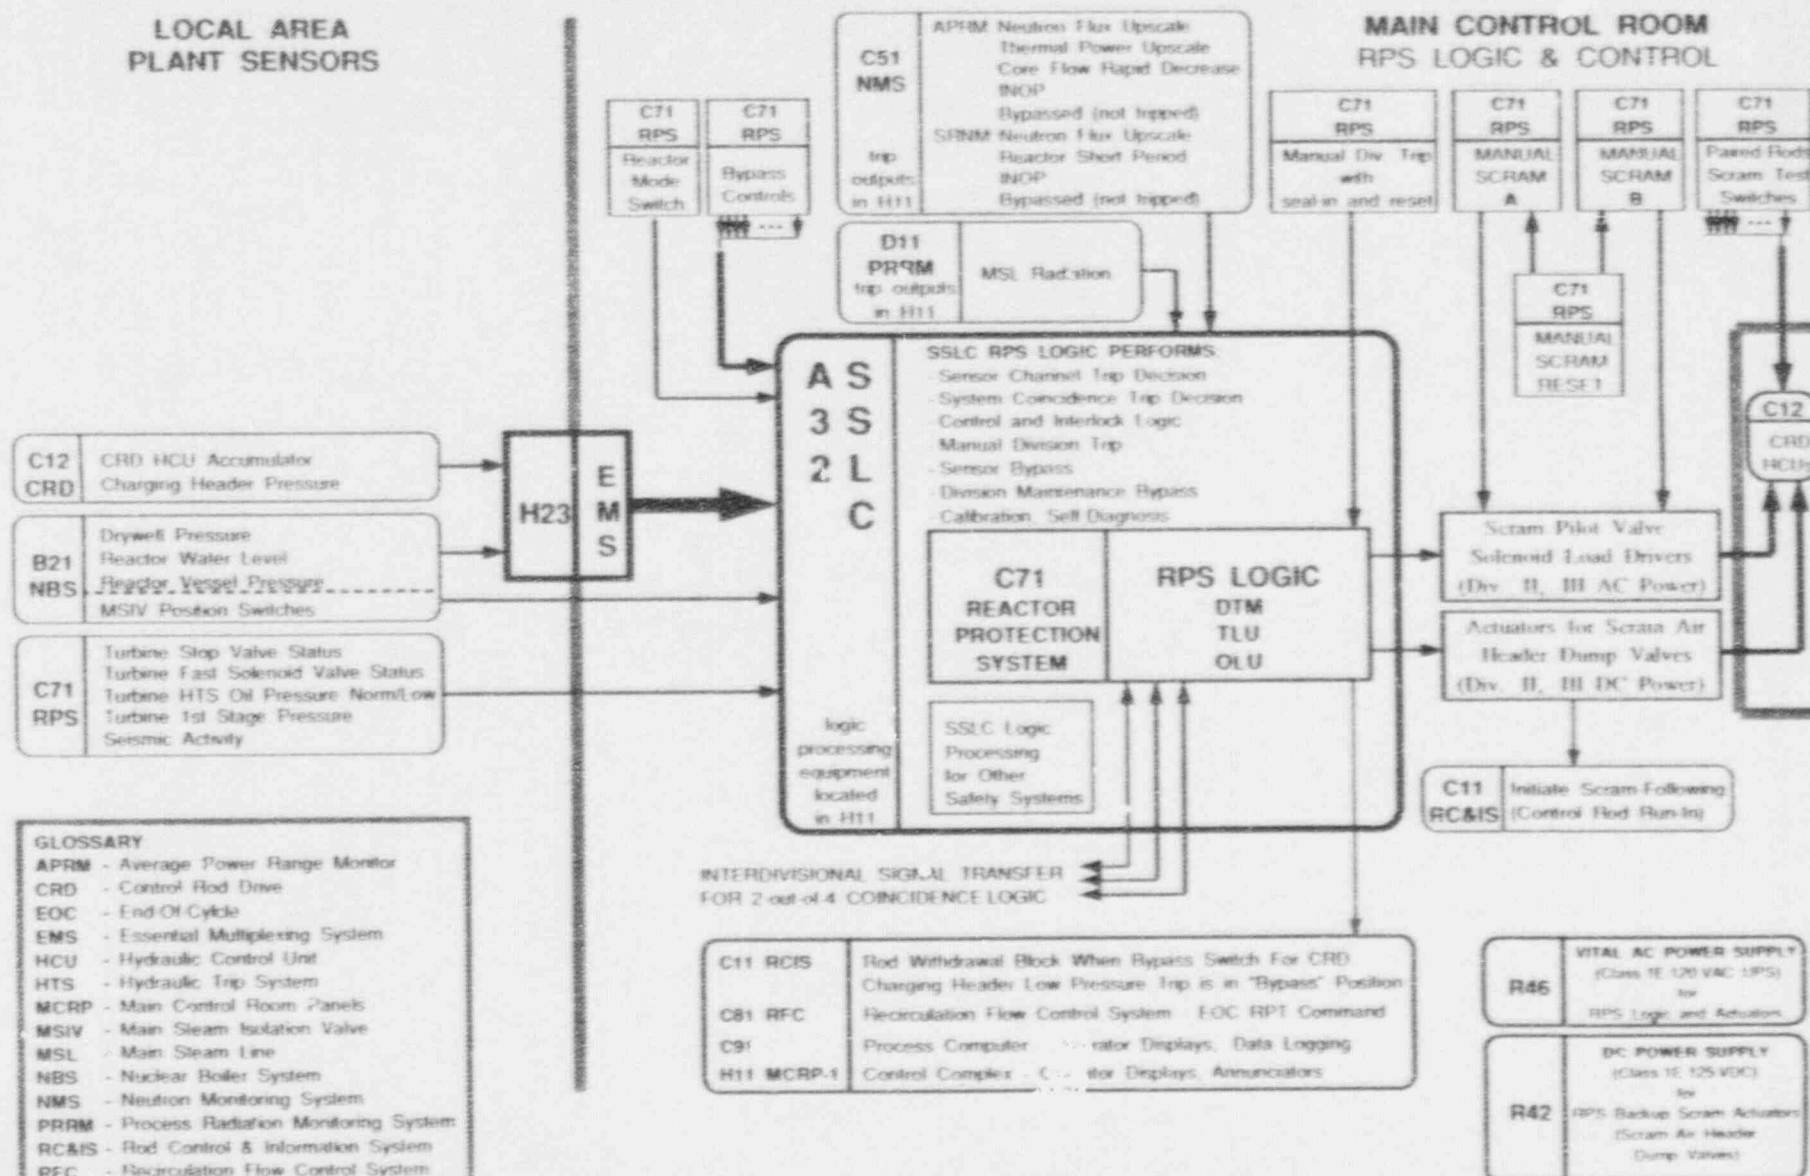 LOCAL AREA
PLANT SENSORS
MAIN CONTROL ROOM
RPS LOGIC & CONTROL
C71
RPS
Reactor
Mode
Switch
C71
RPS
Bypass
Controls
C51
NMS
trip
outputs
in H11
APRM Neutron Flux Upscale
Thermal Power Upscale
Core Flow Rapid Decrease
INOP
Bypassed (not tripped)
SRNM Neutron Flux Upscale
Reactor Short Period
INOP
Bypassed (not tripped)
D11
PRRM
trip outputs
in H11
MSL Radiation
C71
RPS
Manual Div. Trip
with
seal-in and reset
C71
RPS
MANUAL
SCRAM
A
C71
RPS
MANUAL
SCRAM
B
C71
RPS
Paired Rods
Scram Test
Switches
C71
RPS
MANUAL
SCRAM
RESET
C12
CRD
HCUs
C12
CRD
CRD HCU Accumulator
Charging Header Pressure
B21
NBS
Drywell Pressure
Reactor Water Level
Reactor Vessel Pressure
MSIV Position Switches
C71
RPS
Turbine Stop Valve Status
Turbine Fast Solenoid Valve Status
Turbine HTS Oil Pressure Norm/Low
Turbine 1st Stage Pressure
Seismic Activity
H23
EMS
A32
SSLC
logic
processing
equipment
located
in H11
SSLC RPS LOGIC PERFORMS:
- Sensor Channel Trip Decision
- System Coincidence Trip Decision
- Control and Interlock Logic
- Manual Division Trip
- Sensor Bypass
- Division Maintenance Bypass
- Calibration, Self Diagnosis
C71
REACTOR
PROTECTION
SYSTEM
RPS LOGIC
DTM
TLU
OLU
SSLC Logic
Processing
for Other
Safety Systems
Scram Pilot Valve
Solenoid Load Drivers
(Div. II, III AC Power)
Actuators for Scram Air
Header Dump Valves
(Div. II, III DC Power)
C11
RC&IS
Initiate Scram-Following
(Control Rod Run-In)
INTERDIVISIONAL SIGNAL TRANSFER
FOR 2-out-of-4 COINCIDENCE LOGIC
C11 RCIS Rod Withdrawal Block When Bypass Switch For CRD
Charging Header Low Pressure Trip is in "Bypass" Position
C81 RFC Recirculation Flow Control System EOC RPT Command
C91 Process Computer Displays, Data Logging
H11 MCRP-1 Control Complex - Displays, Annunciators
R46
VITAL AC POWER SUPPLY
(Class 1E 120 VAC UPS)
for
RPS Logic and Actuators
R42
DC POWER SUPPLY
(Class 1E 125 VDC)
for
RPS Backup Scram Actuators
(Scram Air Header
Dump Valves)
GLOSSARY
APRM - Average Power Range Monitor
CRD - Control Rod Drive
EOC - End-Of-Cylcle
EMS - Essential Multiplexing System
HCU - Hydraulic Control Unit
HTS - Hydraulic Trip System
MCRP - Main Control Room Panels
MSIV - Main Steam Isolation Valve
MSL - Main Steam Line
NBS - Nuclear Boiler System
NMS - Neutron Monitoring System
PRRM - Process Radiation Monitoring System
RC&IS - Rod Control & Information System
RFC - Recirculation Flow Control System